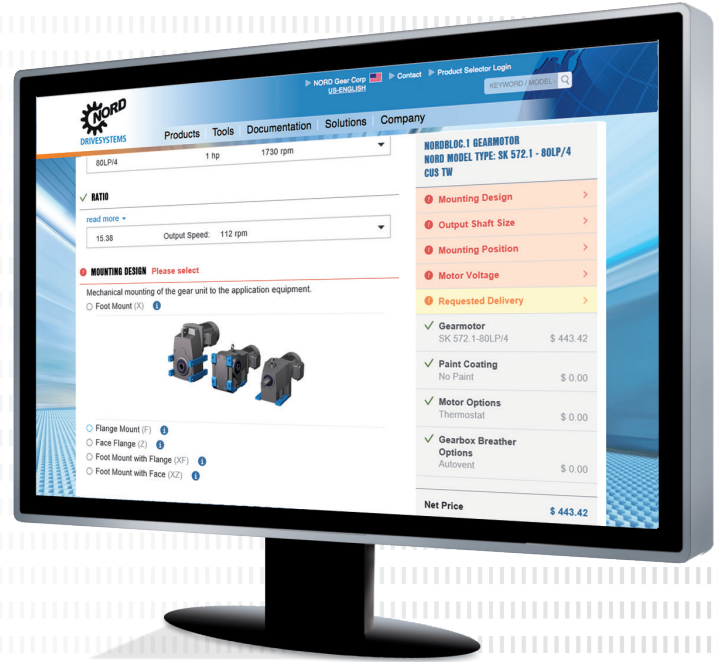 NORD Gear Corp
US-ENGLISH
Contact
Product Selector Login
KEYWORD / MODEL
NORD
DRIVESYSTEMS
Products
Tools
Documentation
Solutions
Company
80LP/4 1 hp 1730 rpm
RATIO
read more
15.38 Output Speed: 112 rpm
MOUNTING DESIGN Please select
Mechanical mounting of the gear unit to the application equipment.
Foot Mount (X)
Flange Mount (F)
Face Flange (Z)
Foot Mount with Flange (XF)
Foot Mount with Face (XZ)
NORDBLOC.1 GEARMOTOR
NORD MODEL TYPE: SK 572.1 - 80LP/4
CUS TW
Mounting Design
Output Shaft Size
Mounting Position
Motor Voltage
Requested Delivery
Gearmotor
SK 572.1-80LP/4 $ 443.42
Paint Coating
No Paint $ 0.00
Motor Options
Thermostat $ 0.00
Gearbox Breather
Options
Autovent $ 0.00
Net Price $ 443.42